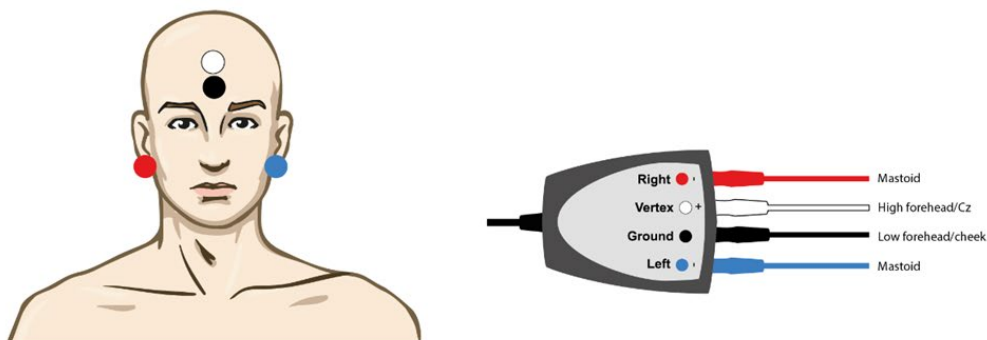 Right - Mastoid
Vertex + High forehead/Cz
Ground Low forehead/cheek
Left - Mastoid